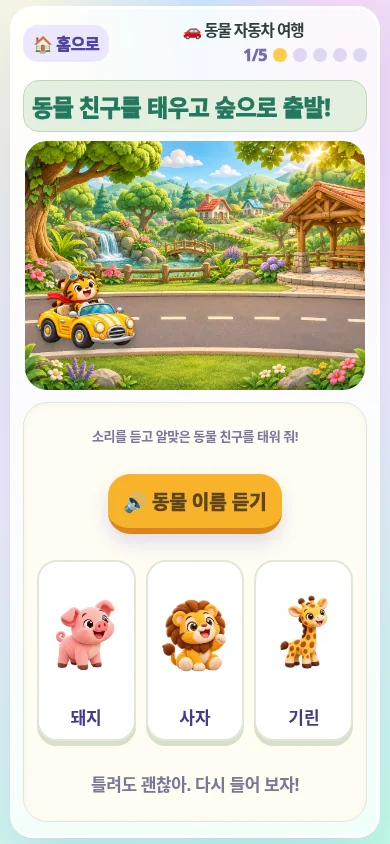 🏠 홈으로
🚗 동물 자동차 여행
1/5
동물 친구를 태우고 숲으로 출발!
소리를 듣고 알맞은 동물 친구를 태워 줘!
🔊 동물 이름 듣기
돼지
사자
기린
틀려도 괜찮아. 다시 들어 보자!